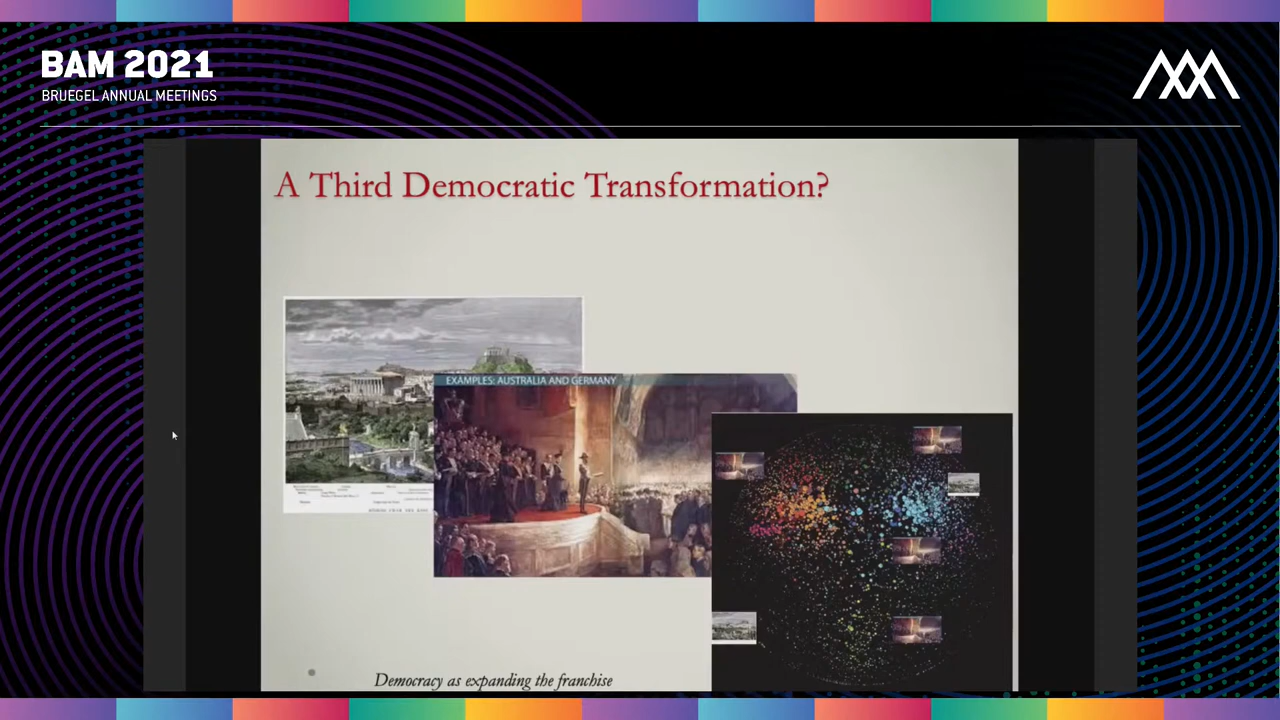 BAM 2021
BRUEGEL ANNUAL MEETINGS
A Third Democratic Transformation?
EXAMPLES: AUSTRALIA AND GERMANY
Democracy as expanding the franchise